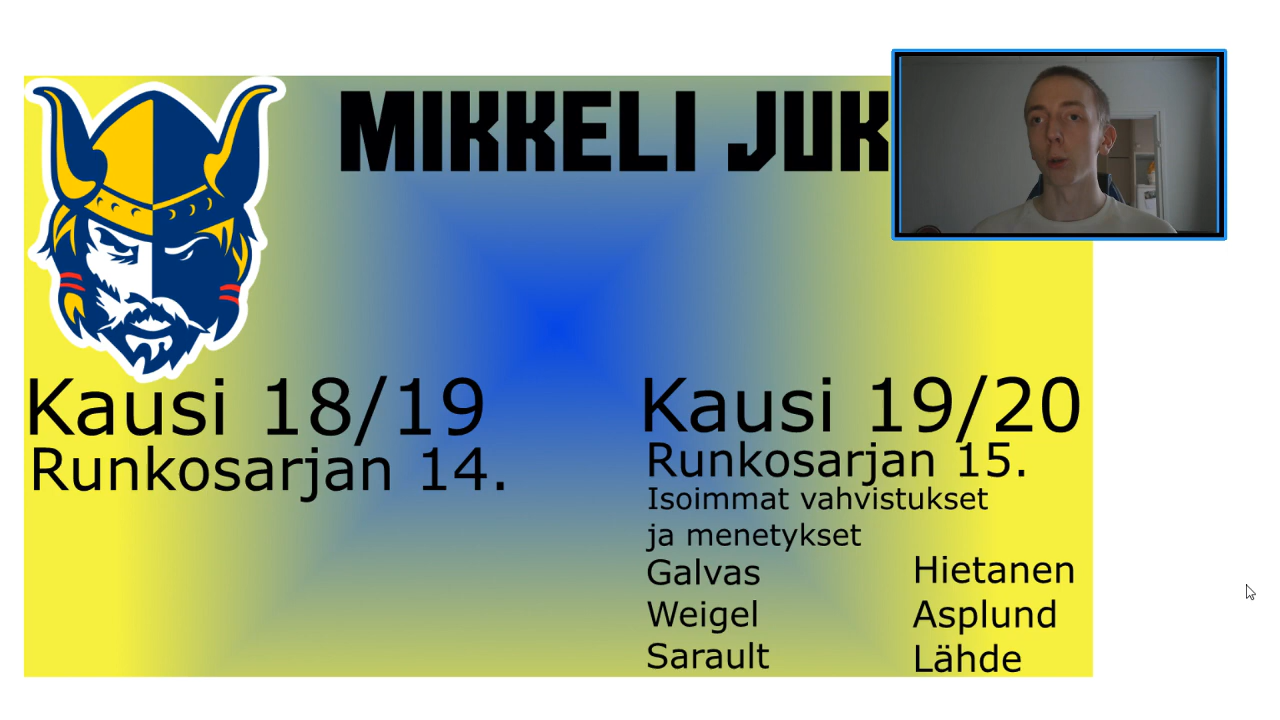 MIKKELI JUK
Kausi 18/19
Runkosarjan 14.
Kausi 19/20
Runkosarjan 15.
Isoimmat vahvistukset
ja menetykset
Galvas
Hietanen
Weigel
Asplund
Sarault
Lähde